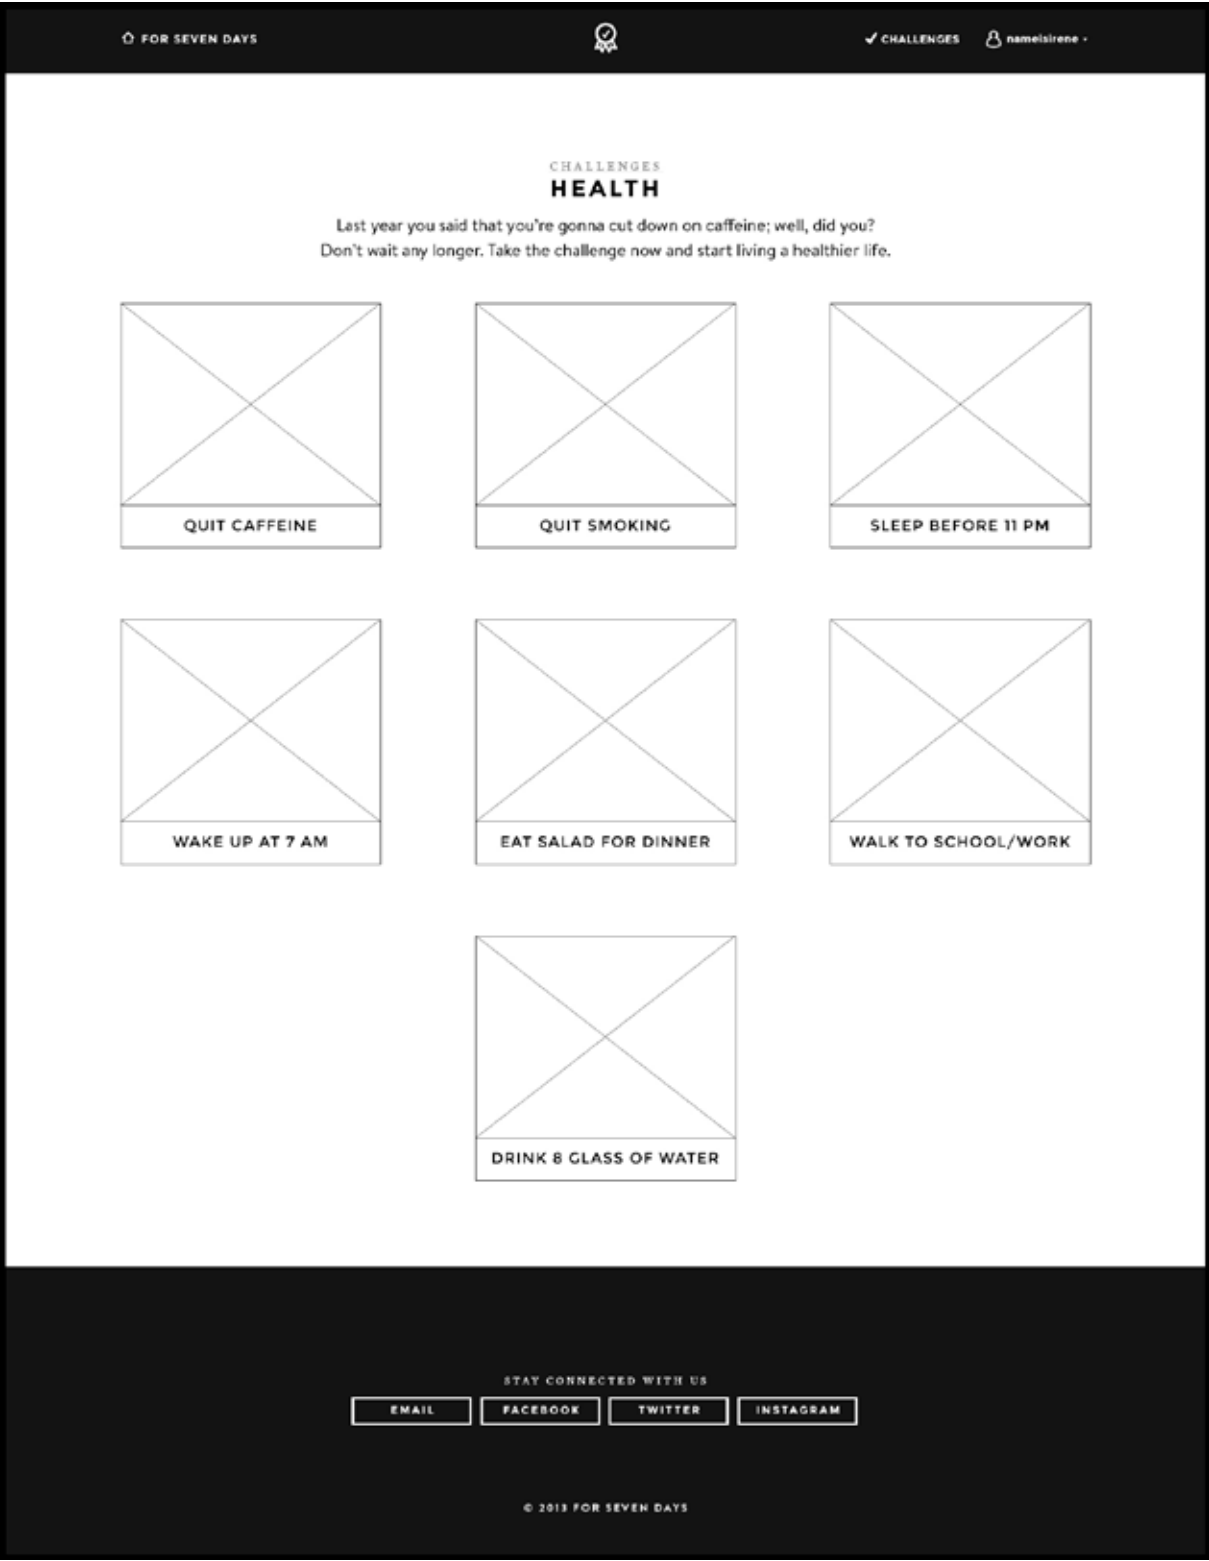 FOR SEVEN DAYS
CHALLENGES
nameisirene
CHALLENGES
HEALTH
Last year you said that you're gonna cut down on caffeine; well, did you?
Don't wait any longer. Take the challenge now and start living a healthier life.
QUIT CAFFEINE
QUIT SMOKING
SLEEP BEFORE 11 PM
WAKE UP AT 7 AM
EAT SALAD FOR DINNER
WALK TO SCHOOL/WORK
DRINK 8 GLASS OF WATER
STAY CONNECTED WITH US
EMAIL
FACEBOOK
TWITTER
INSTAGRAM
© 2013 FOR SEVEN DAYS